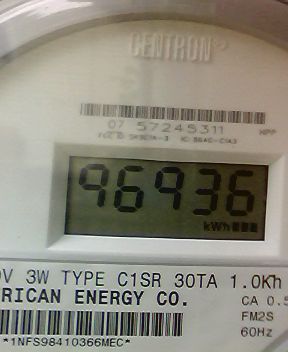 CENTRON
07 57245311 HPP
96936
kWh
V 3W TYPE C1SR 30TA 1.0Kh
RICAN ENERGY CO.
CA 0.5
FM2S
60Hz
*1NFS98410366MEC*